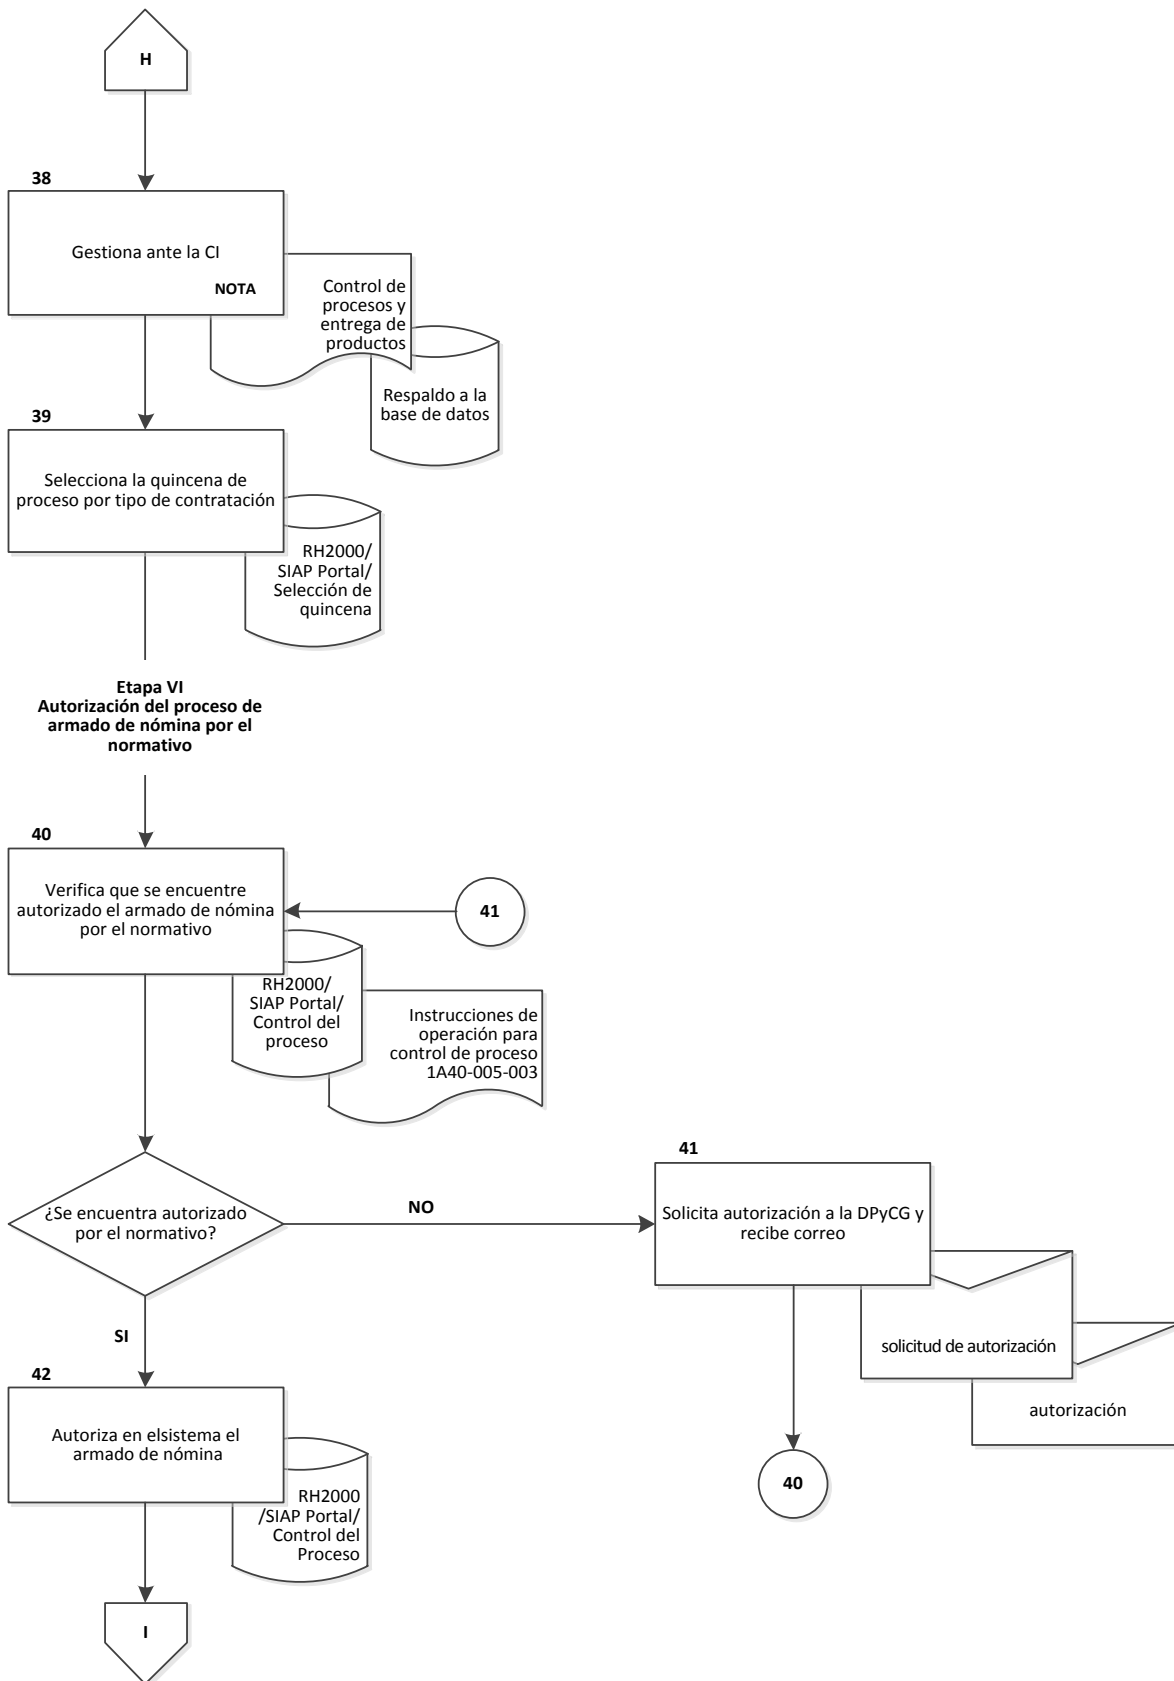 H
38
Gestiona ante la CI
NOTA
Control de
procesos y
entrega de
productos
Respaldo a la
base de datos
39
Selecciona la quincena de
proceso por tipo de contratación
RH2000/
SIAP Portal/
Selección de
quincena
Etapa VI
Autorización del proceso de
armado de nómina por el
normativo
40
Verifica que se encuentre
autorizado el armado de nómina
por el normativo
41
RH2000/
SIAP Portal/
Control del
proceso
Instrucciones de
operación para
control de proceso
1A40-005-003
¿Se encuentra autorizado
por el normativo?
NO
41
Solicita autorización a la DPyCG y
recibe correo
solicitud de autorización
autorización
40
SI
42
Autoriza en elsistema el
armado de nómina
RH2000
/SIAP Portal/
Control del
Proceso
I